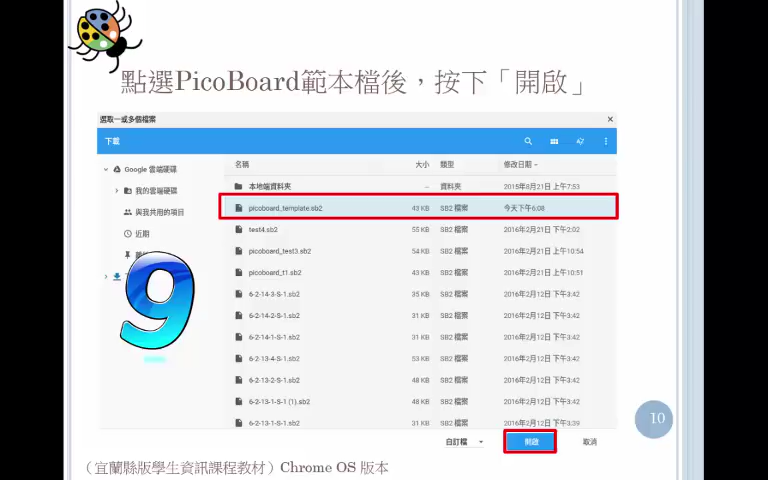 點選PicoBoard範本檔後，按下「開啟」
選取一或多個檔案
下載
Google 雲端硬碟
我的雲端硬碟
與我共用的項目
近期
名稱 大小 類型 修改日期
本地端資料夾 -- 資料夾 2015年8月21日 上午7:53
picoboard_template.sb2 43 KB SB2 檔案 今天下午6:08
test4.sb2 55 KB SB2 檔案 2016年2月21日 下午2:02
picoboard_test3.sb2 54 KB SB2 檔案 2016年2月21日 上午10:54
picoboard_t1.sb2 43 KB SB2 檔案 2016年2月21日 上午10:51
6-2-14-3-S-1.sb2 35 KB SB2 檔案 2016年2月12日 下午3:42
6-2-14-2-S-1.sb2 31 KB SB2 檔案 2016年2月12日 下午3:42
6-2-14-1-S-1.sb2 31 KB SB2 檔案 2016年2月12日 下午3:42
6-2-13-4-S-1.sb2 53 KB SB2 檔案 2016年2月12日 下午3:42
6-2-13-2-S-1.sb2 48 KB SB2 檔案 2016年2月12日 下午3:42
6-2-13-1-S-1 (1).sb2 48 KB SB2 檔案 2016年2月12日 下午3:42
6-2-13-1-S-1.sb2 31 KB SB2 檔案 2016年2月12日 下午3:39
9
自訂檔 開啟 取消
10
（宜蘭縣版學生資訊課程教材）Chrome OS 版本